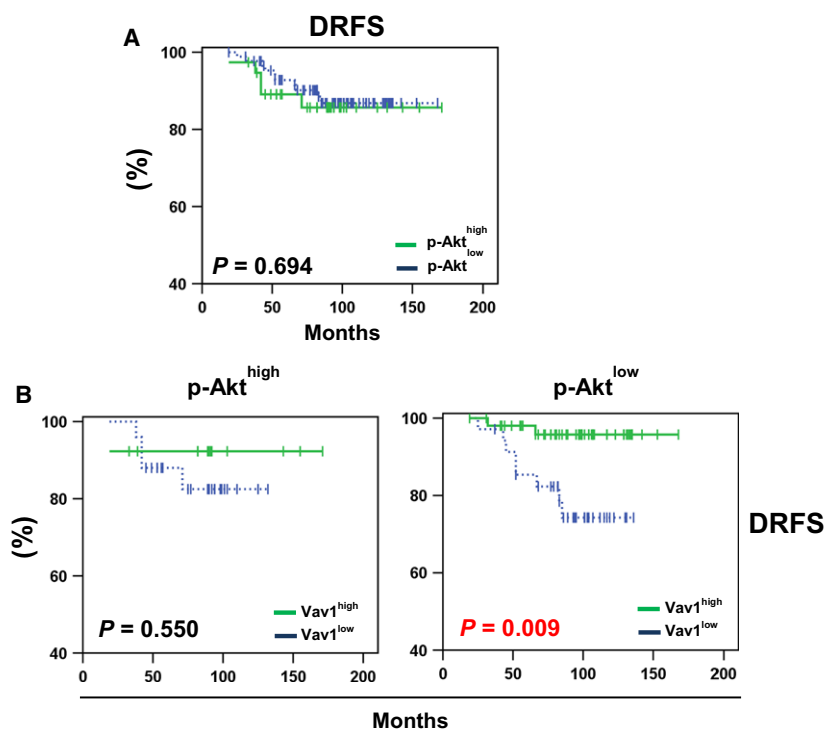 A
DRFS
100
80
60
40
(%)
p-Akt high
p-Akt low
P = 0.694
0 50 100 150 200
Months
B
p-Akt high
100
80
60
40
(%)
Vav1 high
Vav1 low
P = 0.550
0 50 100 150 200
p-Akt low
100
80
60
40
Vav1 high
Vav1 low
P = 0.009
0 50 100 150 200
DRFS
Months